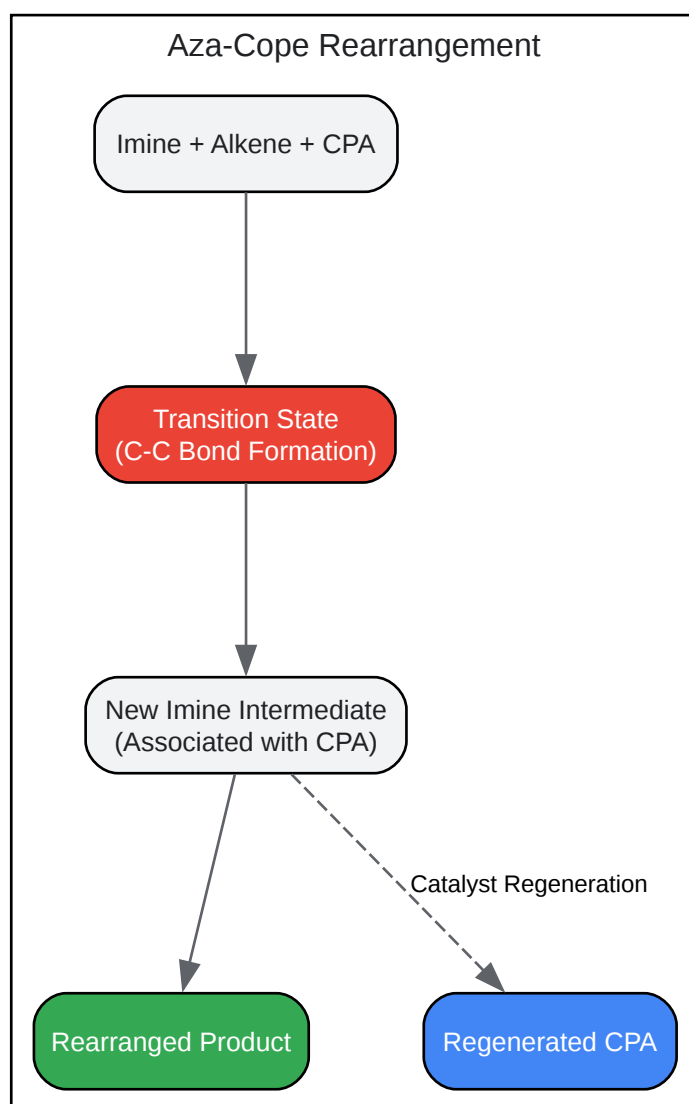 Aza-Cope Rearrangement
Imine + Alkene + CPA
Transition State
(C-C Bond Formation)
New Imine Intermediate
(Associated with CPA)
Catalyst Regeneration
Rearranged Product
Regenerated CPA